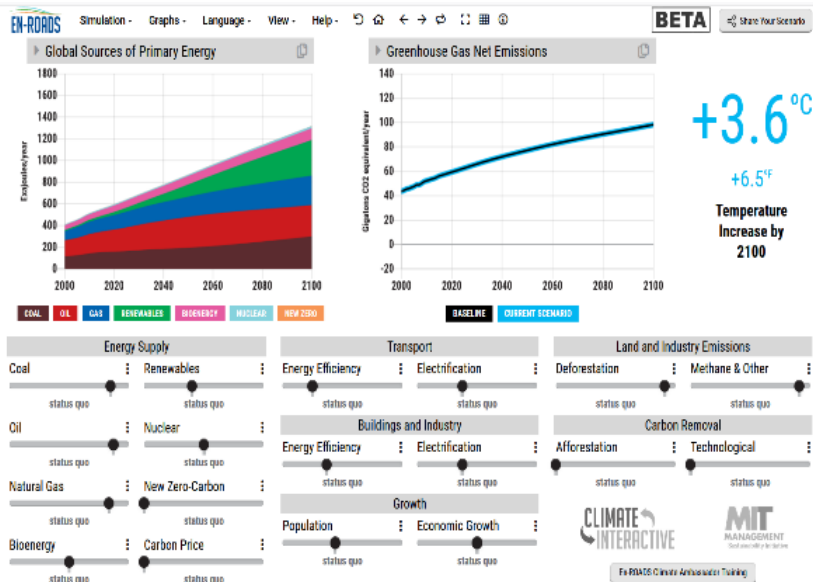 EN-ROADS
Simulation - Graphs - Language - View - Help -
BETA
Share Your Scenario
Global Sources of Primary Energy
1800
1600
1400
1200
1000
800
600
400
200
0
Exajoules/year
2000 2020 2040 2060 2080 2100
COAL OIL GAS RENEWABLES BIOENERGY NUCLEAR NEW ZERO
Greenhouse Gas Net Emissions
140
120
100
80
60
40
20
0
-20
Gigatons CO2 equivalent/year
2000 2020 2040 2060 2080 2100
BASELINE CURRENT SCENARIO
+3.6°C
+6.5°F
Temperature
Increase by
2100
Energy Supply
Coal
status quo
Renewables
status quo
Oil
status quo
Nuclear
status quo
Natural Gas
status quo
New Zero-Carbon
status quo
Bioenergy
status quo
Carbon Price
status quo
Transport
Energy Efficiency
status quo
Electrification
status quo
Buildings and Industry
Energy Efficiency
status quo
Electrification
status quo
Growth
Population
status quo
Economic Growth
status quo
Land and Industry Emissions
Deforestation
status quo
Methane & Other
status quo
Carbon Removal
Afforestation
status quo
Technological
status quo
CLIMATE
INTERACTIVE
MIT
MANAGEMENT
Sustainability Initiative
En-ROADS Climate Ambassador Training